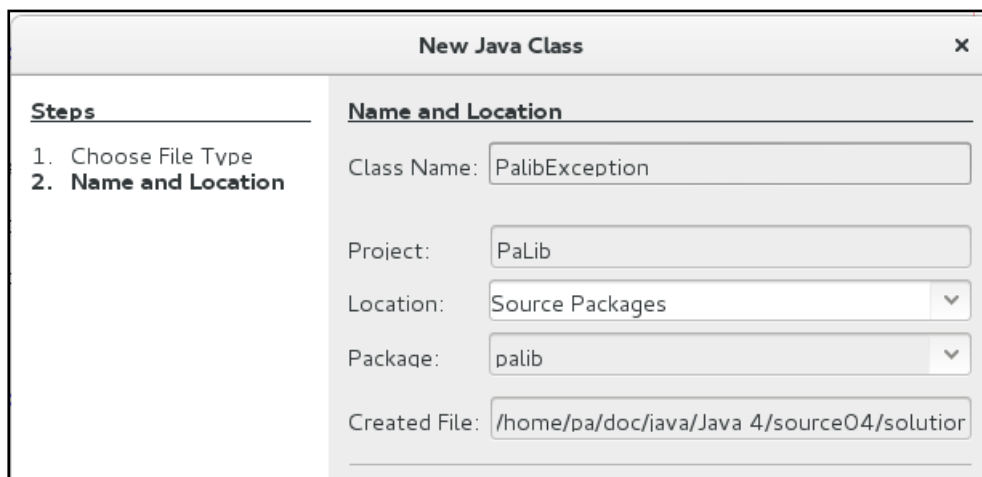 New Java Class
Steps
1. Choose File Type
2. Name and Location
Name and Location
Class Name: PalibException
Project: PaLib
Location: Source Packages
Package: palib
Created File: /home/pa/doc/java/Java 4/source04/solution